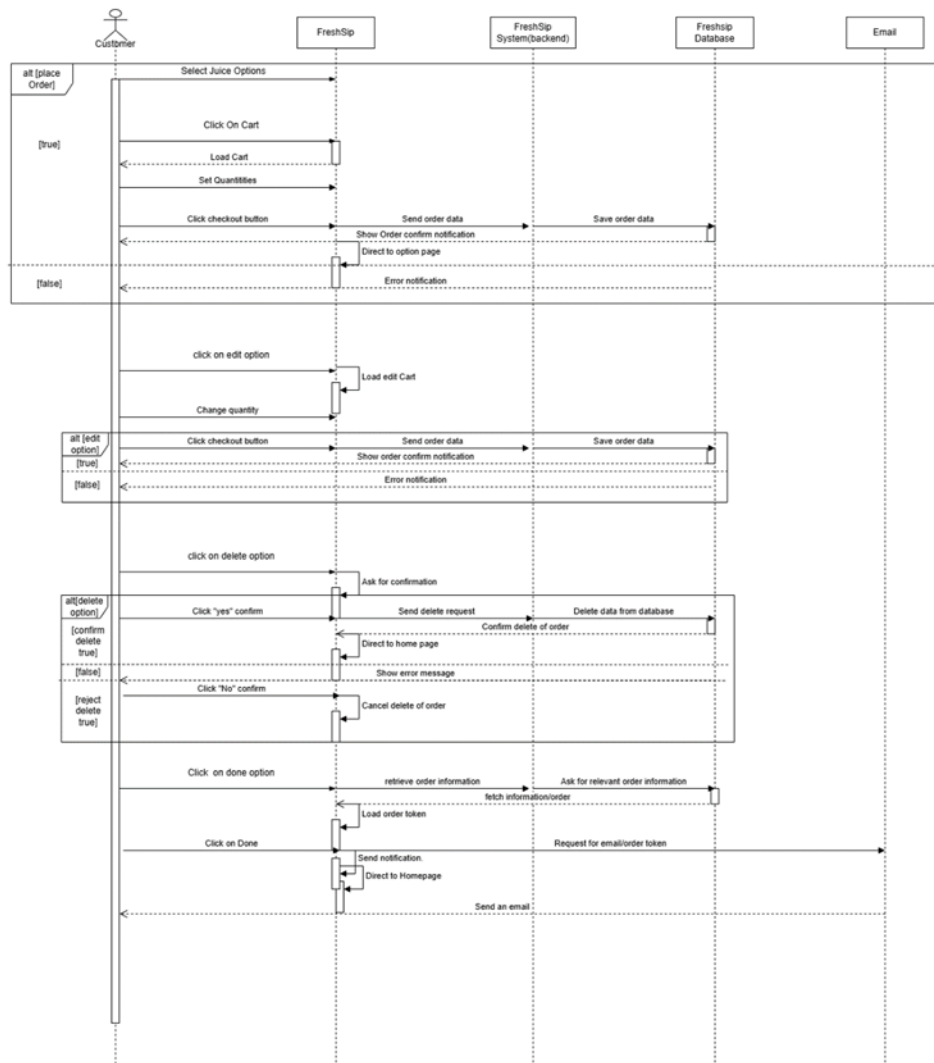 Customer
FreshSip
FreshSip
System(backend)
Freshsip
Database
Email
alt [place
Order]
Select Juice Options
Click On Cart
[true]
Load Cart
Set Quantitities
Click checkout button
Send order data
Save order data
Show Order confirm notification
Direct to option page
[false]
Error notification
click on edit option
Load edit Cart
Change quantity
alt [edit
option]
Click checkout button
Send order data
Save order data
Show order confirm notification
[true]
Error notification
[false]
click on delete option
Ask for confirmation
alt[delete
option]
Click "yes" confirm
Send delete request
Delete data from database
Confirm delete of order
[confirm
delete
true]
Direct to home page
[false]
Show error message
Click "No" confirm
[reject
delete
true]
Cancel delete of order
Click on done option
retrieve order information
Ask for relevant order information
fetch information/order
Load order token
Click on Done
Request for email/order token
Send notification.
Direct to Homepage
Send an email